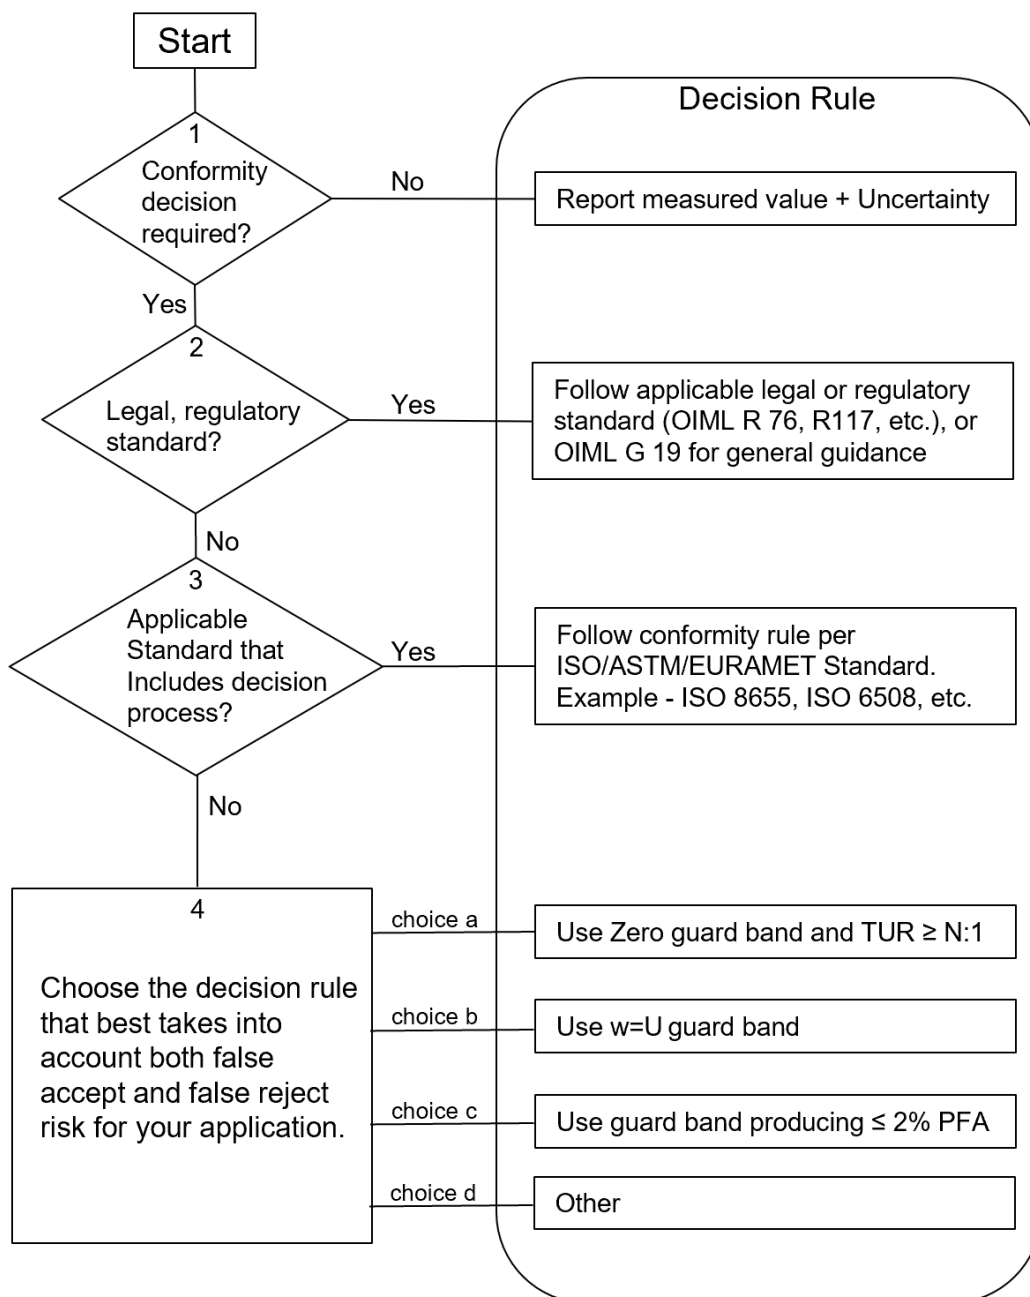 Start
Decision Rule
1
Conformity
decision
required?
No
Report measured value + Uncertainty
Yes
2
Legal, regulatory
standard?
Yes
Follow applicable legal or regulatory
standard (OIML R 76, R117, etc.), or
OIML G 19 for general guidance
No
3
Applicable
Standard that
Includes decision
process?
Yes
Follow conformity rule per
ISO/ASTM/EURAMET Standard.
Example - ISO 8655, ISO 6508, etc.
No
4
Choose the decision rule
that best takes into
account both false
accept and false reject
risk for your application.
choice a
Use Zero guard band and TUR ≥ N:1
choice b
Use w=U guard band
choice c
Use guard band producing ≤ 2% PFA
choice d
Other